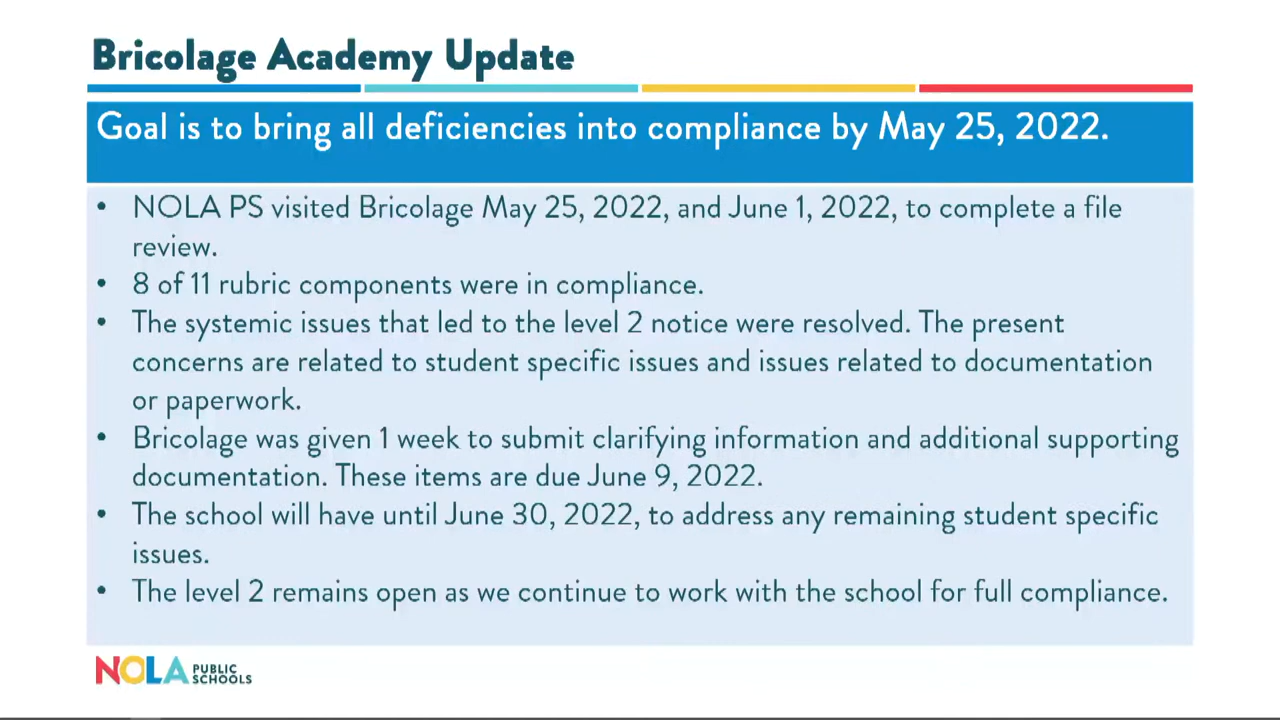 Bricolage Academy Update
Goal is to bring all deficiencies into compliance by May 25, 2022.
• NOLA PS visited Bricolage May 25, 2022, and June 1, 2022, to complete a file
review.
• 8 of 11 rubric components were in compliance.
• The systemic issues that led to the level 2 notice were resolved. The present
concerns are related to student specific issues and issues related to documentation
or paperwork.
• Bricolage was given 1 week to submit clarifying information and additional supporting
documentation. These items are due June 9, 2022.
• The school will have until June 30, 2022, to address any remaining student specific
issues.
• The level 2 remains open as we continue to work with the school for full compliance.
NOLA PUBLIC
SCHOOLS